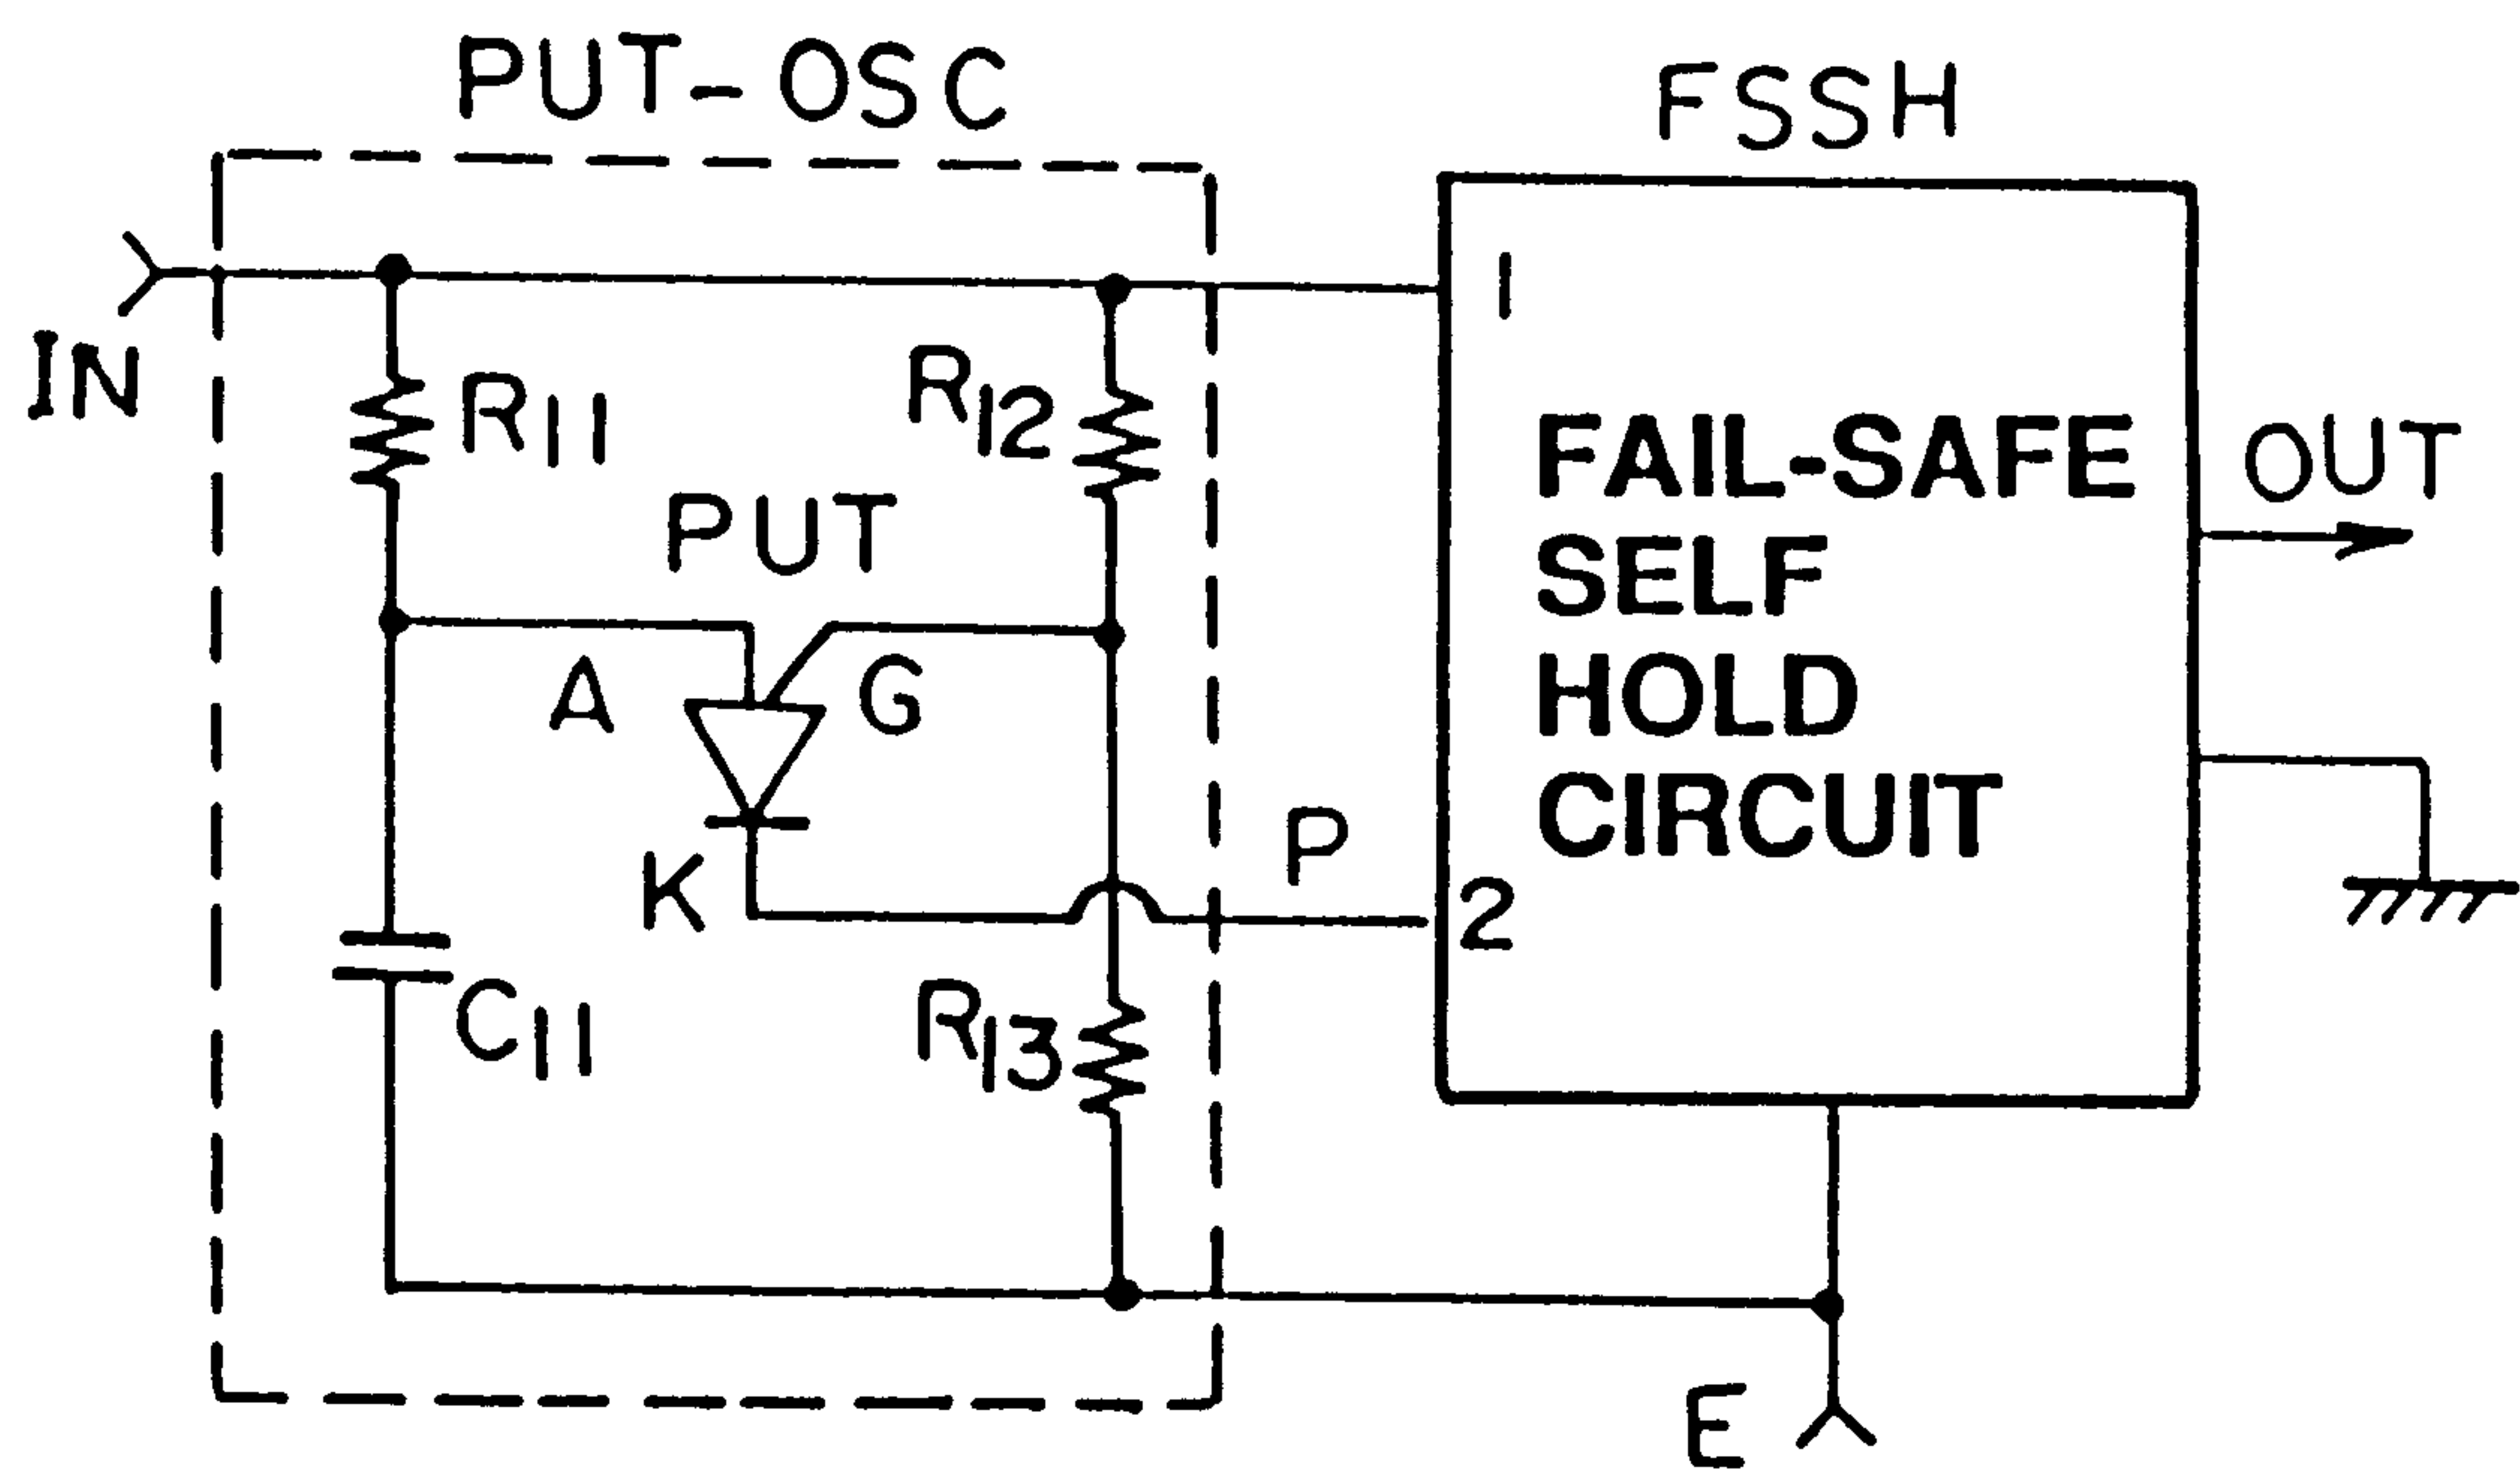 PUT-OSC
FSSH
IN
R11
R12
1
PUT
FAIL-SAFE
SELF
HOLD
CIRCUIT
OUT
A
G
K
P
2
C11
R13
E